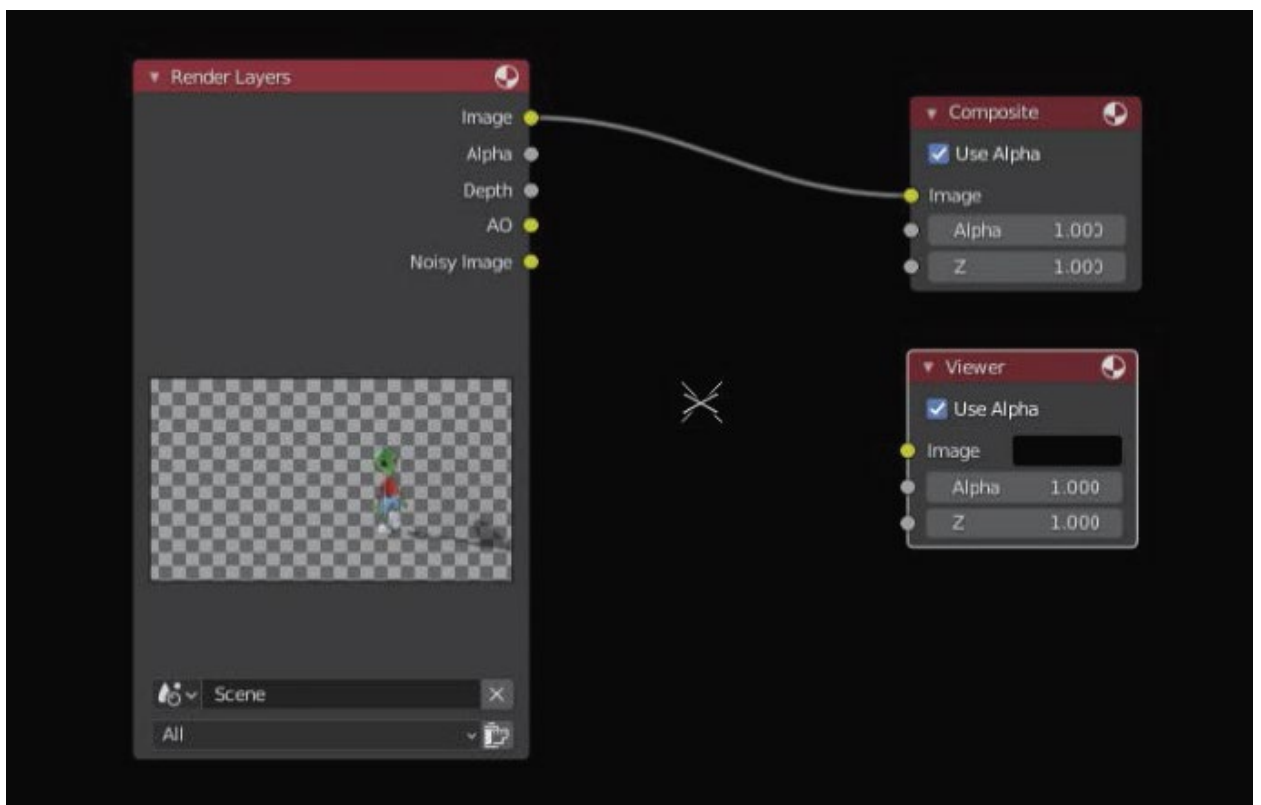 Render Layers
Image
Alpha
Depth
AO
Noisy Image
Scene
All
Composite
Use Alpha
Image
Alpha 1.000
Z 1.000
Viewer
Use Alpha
Image
Alpha 1.000
Z 1.000